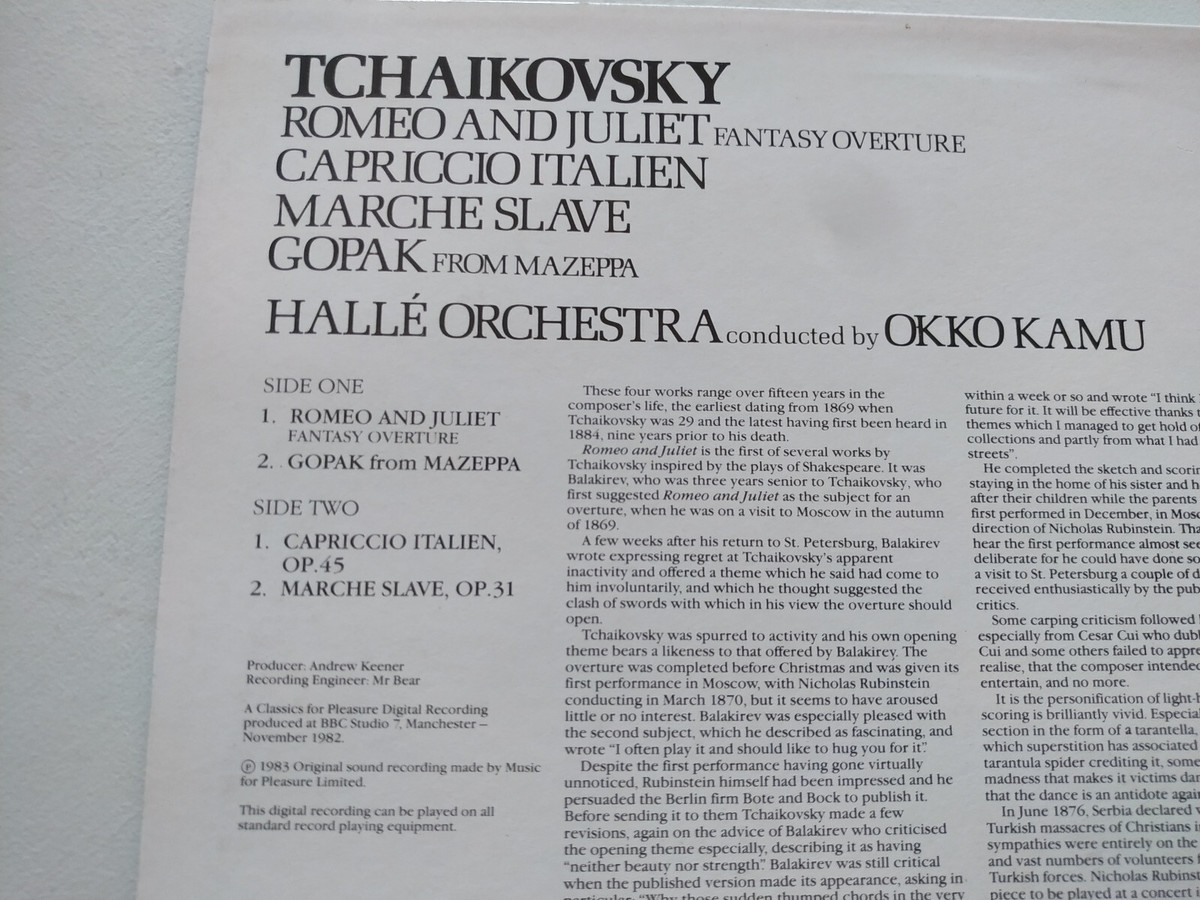 TCHAIKOVSKY
ROMEO AND JULIET FANTASY OVERTURE
CAPRICCIO ITALIEN
MARCHE SLAVE
GOPAK FROM MAZEPPA
HALLÉ ORCHESTRA conducted by OKKO KAMU
SIDE ONE
1. ROMEO AND JULIET
FANTASY OVERTURE
2. GOPAK from MAZEPPA
SIDE TWO
1. CAPRICCIO ITALIEN,
OP.45
2. MARCHE SLAVE, OP.31
Producer: Andrew Keener
Recording Engineer: Mr Bear
A Classics for Pleasure Digital Recording
produced at BBC Studio 7, Manchester –
November 1982.
Ⓟ 1983 Original sound recording made by Music
for Pleasure Limited.
This digital recording can be played on all
standard record playing equipment.
These four works range over fifteen years in the
composer's life, the earliest dating from 1869 when
Tchaikovsky was 29 and the latest having first been heard in
1884, nine years prior to his death.
Romeo and Juliet is the first of several works by
Tchaikovsky inspired by the plays of Shakespeare. It was
Balakirev, who was three years senior to Tchaikovsky, who
first suggested Romeo and Juliet as the subject for an
overture, when he was on a visit to Moscow in the autumn
of 1869.
A few weeks after his return to St. Petersburg, Balakirev
wrote expressing regret at Tchaikovsky's apparent
inactivity and offered a theme which he said had come to
him involuntarily, and which he thought suggested the
clash of swords with which in his view the overture should
open.
Tchaikovsky was spurred to activity and his own opening
theme bears a likeness to that offered by Balakirev. The
overture was completed before Christmas and was given its
first performance in Moscow, with Nicholas Rubinstein
conducting in March 1870, but it seems to have aroused
little or no interest. Balakirev was especially pleased with
the second subject, which he described as fascinating, and
wrote "I often play it and should like to hug you for it".
Despite the first performance having gone virtually
unnoticed, Rubinstein himself had been impressed and he
persuaded the Berlin firm Bote and Bock to publish it.
Before sending it to them Tchaikovsky made a few
revisions, again on the advice of Balakirev who criticised
the opening theme especially, describing it as having
"neither beauty nor strength". Balakirev was still critical
when the published version made its appearance, asking in
particular: "Why those sudden thumped chords in the very
within a week or so and wrote "I think
future for it. It will be effective thanks
themes which I managed to get hold of
collections and partly from what I had
streets".
He completed the sketch and
staying in the home of his sister and
after their children while the parents
first performed in December, in
direction of Nicholas Rubinstein.
hear the first performance almost
deliberate for he could have done
a visit to St. Petersburg a couple of
received enthusiastically by the
critics.
Some carping criticism followed
especially from Cesar Cui who
Cui and some others failed to
realise, that the composer intended
entertain, and no more.
It is the personification of
scoring is brilliantly vivid.
section in the form of a tarantella,
which superstition has associated
tarantula spider crediting it,
madness that makes it victims
that the dance is an antidote
In June 1876, Serbia declared
Turkish massacres of Christians
sympathies were entirely on the
and vast numbers of volunteers
Turkish forces. Nicholas
piece to be played at a concert